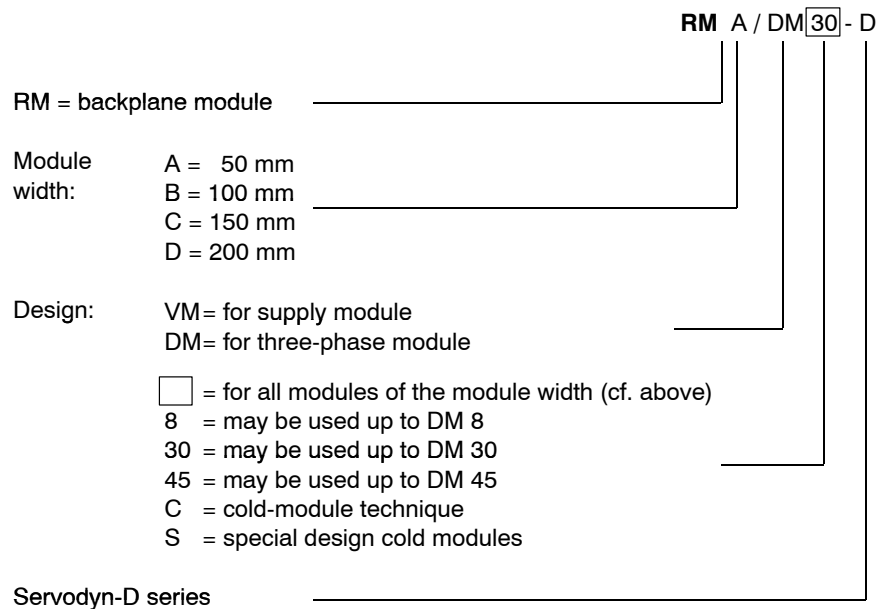 RM A / DM 30 - D
RM = backplane module
Module width:
A = 50 mm
B = 100 mm
C = 150 mm
D = 200 mm
Design:
VM= for supply module
DM= for three-phase module
= for all modules of the module width (cf. above)
8 = may be used up to DM 8
30 = may be used up to DM 30
45 = may be used up to DM 45
C = cold-module technique
S = special design cold modules
Servodyn-D series